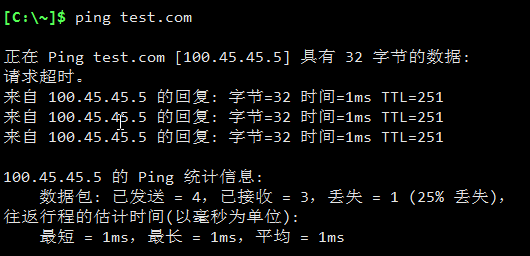 [C:\~]$ ping test.com
正在 Ping test.com [100.45.45.5] 具有 32 字节的数据:
请求超时。
来自 100.45.45.5 的回复: 字节=32 时间=1ms TTL=251
来自 100.45.45.5 的回复: 字节=32 时间=1ms TTL=251
来自 100.45.45.5 的回复: 字节=32 时间=1ms TTL=251
100.45.45.5 的 Ping 统计信息:
数据包: 已发送 = 4，已接收 = 3，丢失 = 1 (25% 丢失)，
往返行程的估计时间(以毫秒为单位):
最短 = 1ms，最长 = 1ms，平均 = 1ms